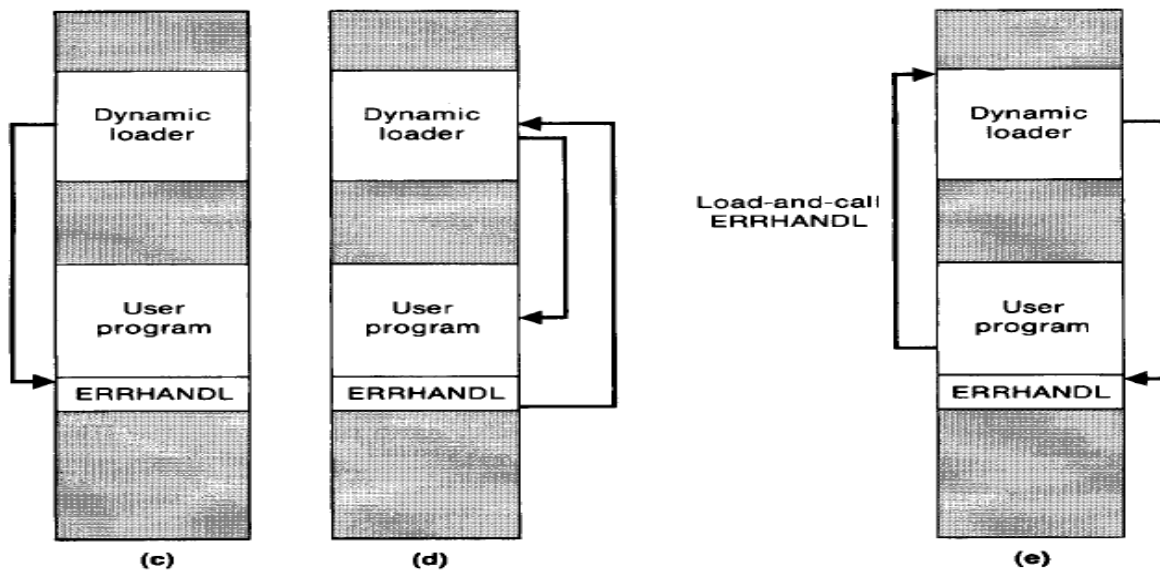 Dynamic
loader
User
program
ERRHANDL
(c)
Dynamic
loader
User
program
ERRHANDL
(d)
Load-and-call
ERRHANDL
Dynamic
loader
User
program
ERRHANDL
(e)